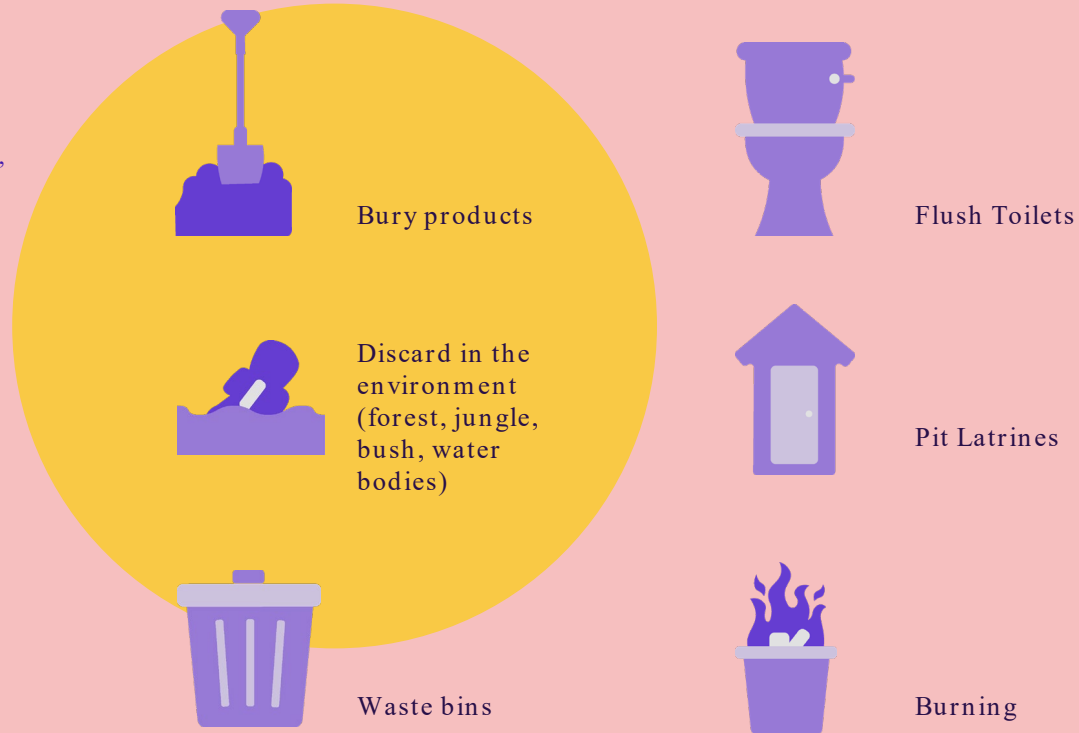 ,
Bury products
Flush Toilets
Discard in the
environment
(forest, jungle,
bush, water
bodies)
Pit Latrines
Waste bins
Burning